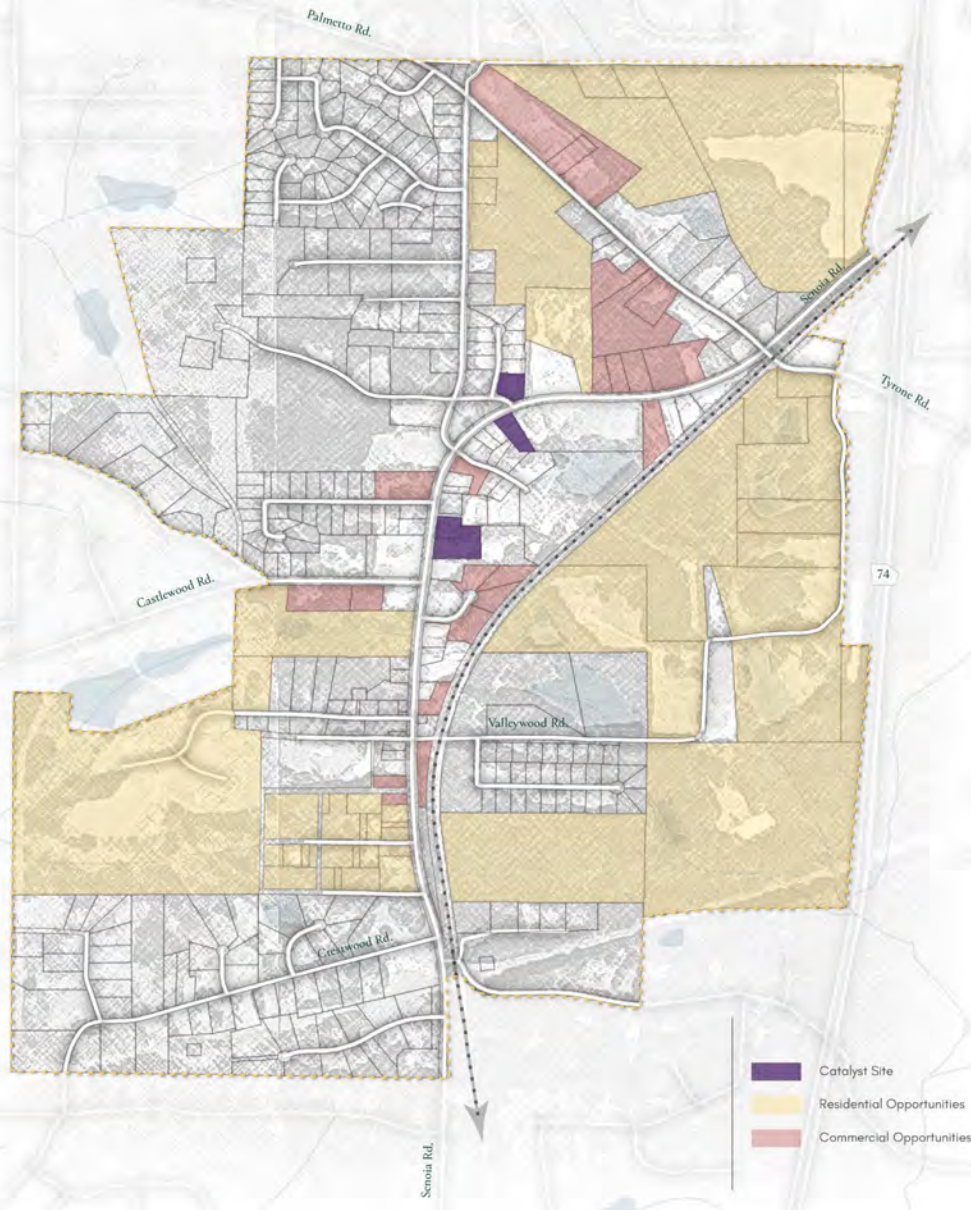 Palmetto Rd.
Senoia Rd.
Tyrone Rd.
74
Castlewood Rd.
Valleywood Rd.
Crestwood Rd.
Senoia Rd.
Catalyst Site
Residential Opportunities
Commercial Opportunities